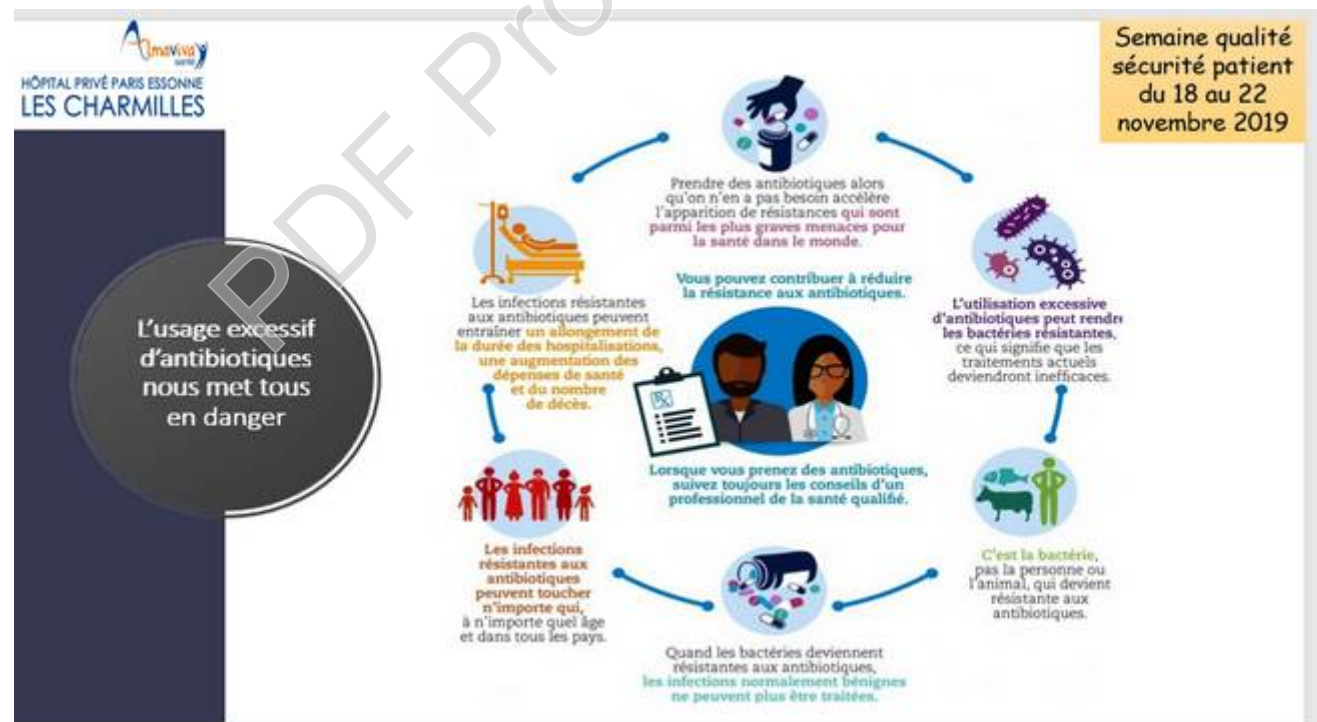 Almaviva
santé
HÔPITAL PRIVÉ PARIS ESSONNE
LES CHARMILLES
Semaine qualité
sécurité patient
du 18 au 22
novembre 2019
L'usage excessif
d'antibiotiques
nous met tous
en danger
Prendre des antibiotiques alors
qu'on n'en a pas besoin accélère
l'apparition de résistances qui sont
parmi les plus graves menaces pour
la santé dans le monde.
Vous pouvez contribuer à réduire
la résistance aux antibiotiques.
L'utilisation excessive
d'antibiotiques peut rendre
les bactéries résistantes,
ce qui signifie que les
traitements actuels
deviendront inefficaces.
C'est la bactérie,
pas la personne ou
l'animal, qui devient
résistante aux
antibiotiques.
Quand les bactéries deviennent
résistantes aux antibiotiques,
les infections normalement bénignes
ne peuvent plus être traitées.
Les infections
résistantes aux
antibiotiques
peuvent toucher
n'importe qui,
à n'importe quel âge
et dans tous les pays.
Les infections résistantes
aux antibiotiques peuvent
entraîner un allongement de
la durée des hospitalisations,
une augmentation des
dépenses de santé
et du nombre
de décès.
Rx
Lorsque vous prenez des antibiotiques,
suivez toujours les conseils d'un
professionnel de la santé qualifié.
PDF Pro